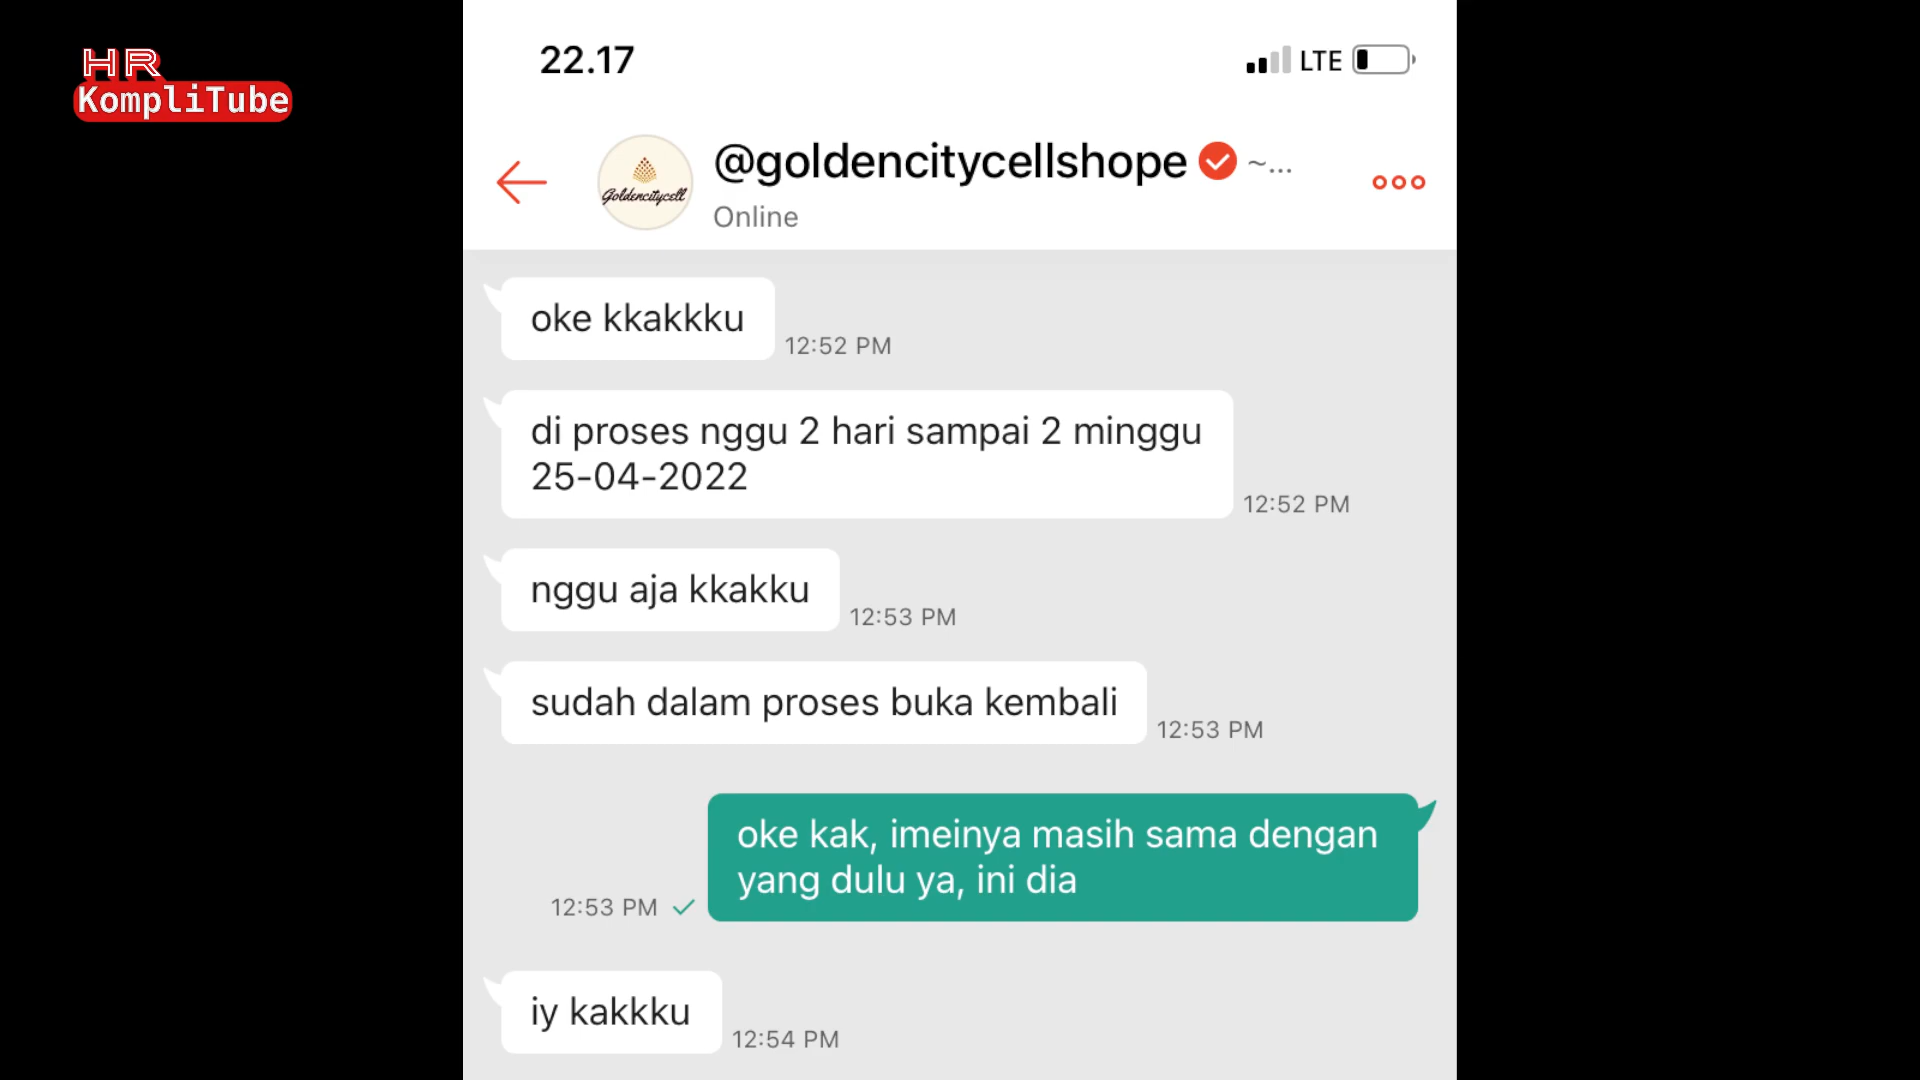 HR
KompliTube
22.17
LTE
@goldencitycellshope ~...
Goldencitycell
Online
oke kkakkku
12:52 PM
di proses nggu 2 hari sampai 2 minggu
25-04-2022
12:52 PM
nggu aja kkakku
12:53 PM
sudah dalam proses buka kembali
12:53 PM
oke kak, imeinya masih sama dengan
yang dulu ya, ini dia
12:53 PM
iy kakkku
12:54 PM